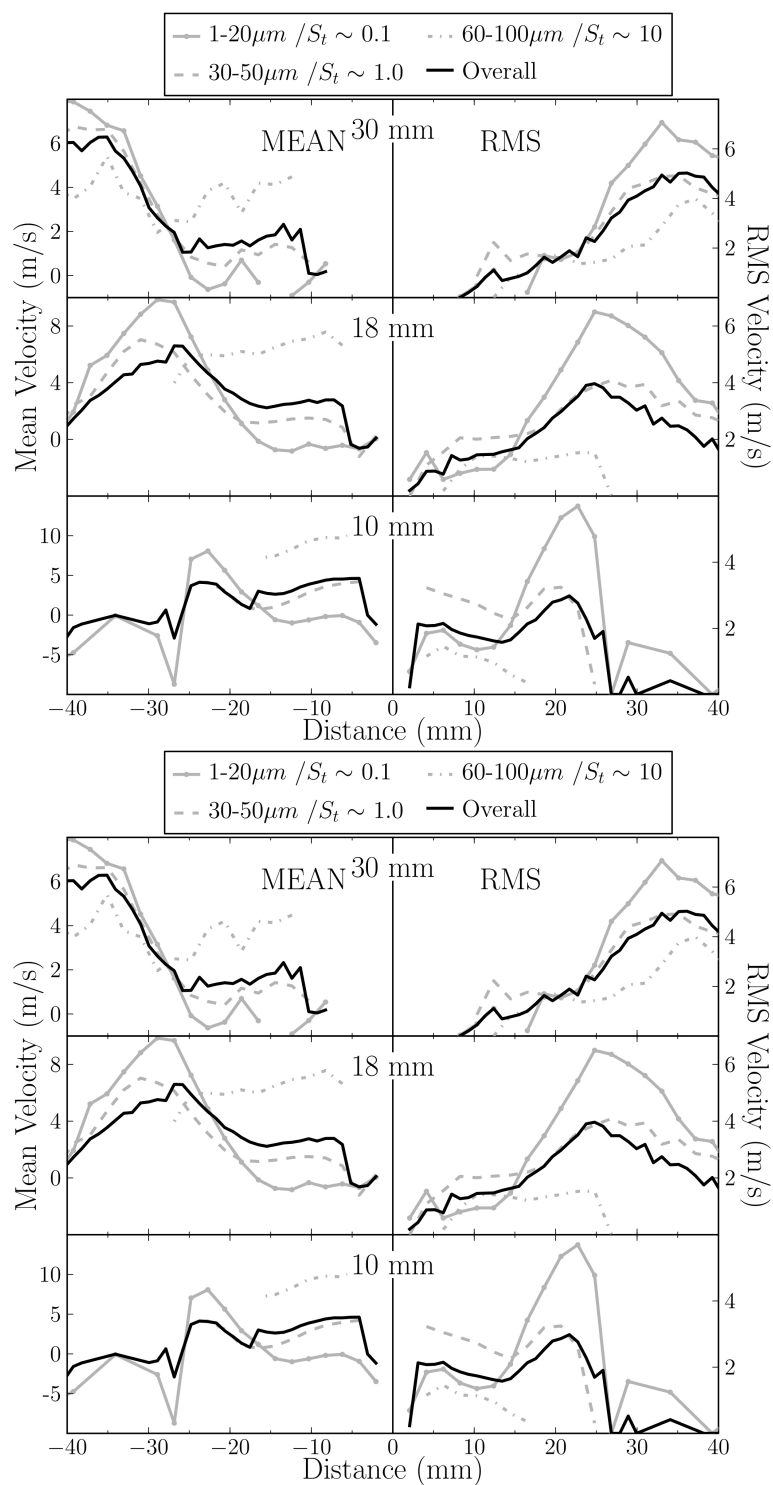 1-20μm /S_t ∼ 0.1 60-100μm /S_t ∼ 10
30-50μm /S_t ∼ 1.0 Overall
30 mm
MEAN RMS
6
4
2
0
6
4
2
18 mm
8
4
0
6
4
2
10 mm
10
5
0
-5
4
2
Mean Velocity (m/s)
RMS Velocity (m/s)
−40 −30 −20 −10 0 10 20 30 40
Distance (mm)
1-20μm /S_t ∼ 0.1 60-100μm /S_t ∼ 10
30-50μm /S_t ∼ 1.0 Overall
30 mm
MEAN RMS
6
4
2
0
6
4
2
18 mm
8
4
0
6
4
2
10 mm
10
5
0
-5
4
2
Mean Velocity (m/s)
RMS Velocity (m/s)
−40 −30 −20 −10 0 10 20 30 40
Distance (mm)